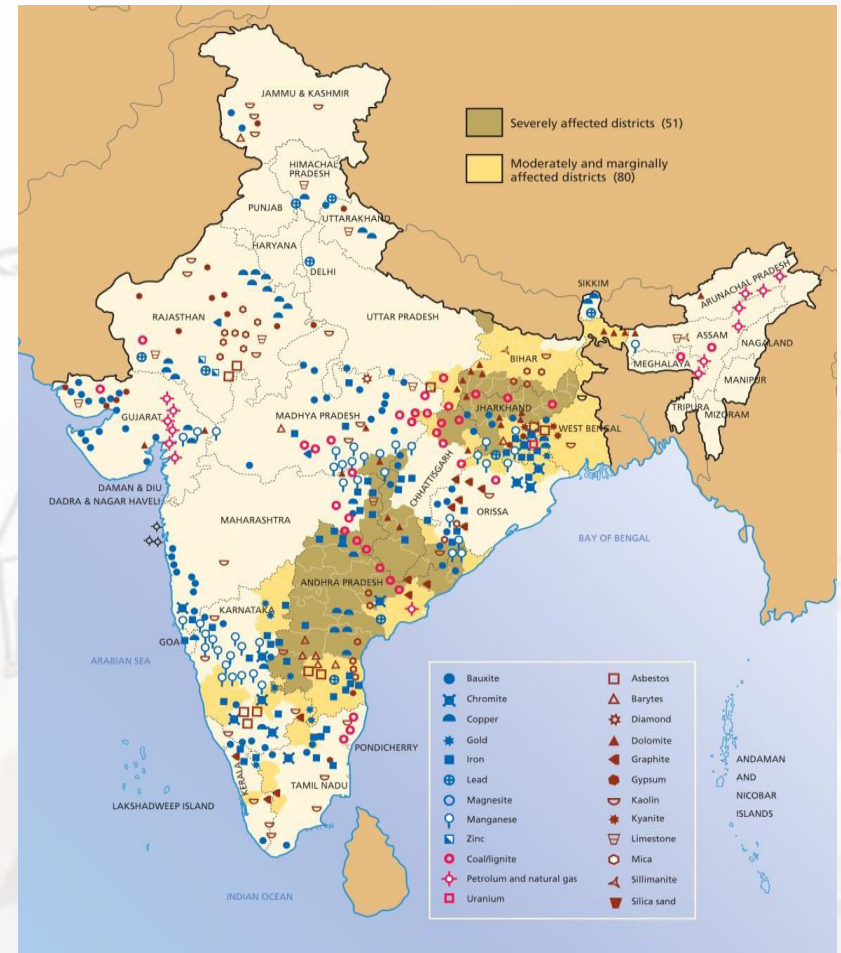 JAMMU & KASHMIR
Severely affected districts (51)
Moderately and marginally
affected districts (80)
HIMACHAL
PRADESH
PUNJAB
UTTARAKHAND
HARYANA
DELHI
SIKKIM
ARUNACHAL PRADESH
RAJASTHAN
UTTAR PRADESH
ASSAM
NAGALAND
BIHAR
MEGHALAYA
MANIPUR
JHARKHAND
TRIPURA
MIZORAM
GUJARAT
MADHYA PRADESH
WEST BENGAL
CHHATTISGARH
DAMAN & DIU
DADRA & NAGAR HAVELI
ORISSA
MAHARASHTRA
BAY OF BENGAL
ANDHRA PRADESH
KARNATAKA
GOA
ARABIAN SEA
PONDICHERRY
KERALA
TAMIL NADU
LAKSHADWEEP ISLAND
INDIAN OCEAN
ANDAMAN
AND
NICOBAR
ISLANDS
Bauxite
Chromite
Copper
Gold
Iron
Lead
Magnesite
Manganese
Zinc
Coal/lignite
Petrolum and natural gas
Uranium
Asbestos
Barytes
Diamond
Dolomite
Graphite
Gypsum
Kaolin
Kyanite
Limestone
Mica
Sillimanite
Silica sand